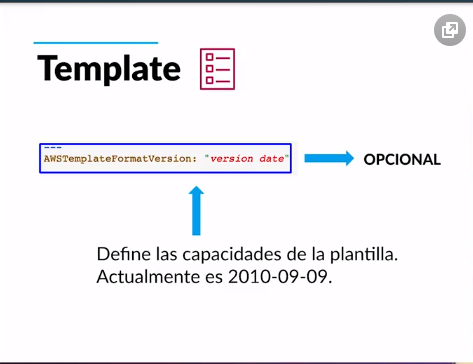 Template
---
AWSTemplateFormatVersion: "version date"
OPCIONAL
Define las capacidades de la plantilla.
Actualmente es 2010-09-09.